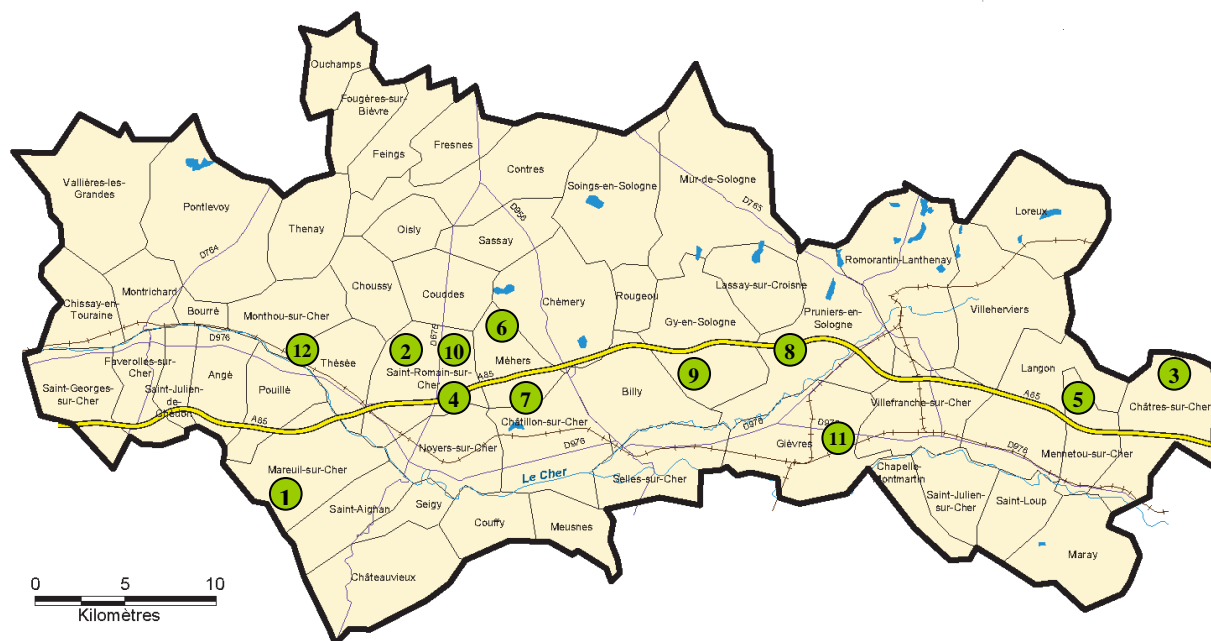 Ouchamps
Fougères-sur-
Bièvre
Fresnes
Feings
Contres
Vallières-les-
Grandes
Pontlevoy
Soings-en-Sologne
Mur-de-Sologne
D765
D956
D764
Thenay
Oisly
Sassay
Loreux
Romorantin-Lanthenay
Choussy
Couddes
Chèmery
Rougeou
Lassay-sur-Croisne
Pruniers-en-
Sologne
Villeherviers
Chissay-en-
Touraine
Montrichard
Bourré
Monthou-sur-Cher
Gy-en-Sologne
D976
D675
12
Thésée
2
10
6
8
Faverolles-sur-
Cher
Saint-Romain-sur-
Cher
Méhers
A85
9
Langon
3
Saint-Georges-
sur-Cher
Saint-Julien-
de-
Chédon
Angé
Pouillé
4
7
Billy
5
Châtres-sur-Cher
A85
A85
Villefranche-sur-Cher
Châtillon-sur-Cher
D976
D976
Gièvres
11
D976
Noyers-sur-Cher
Mennetou-sur-Cher
Mareuil-sur-Cher
1
Le Cher
Selles-sur-Cher
Chapelle-
Montmartin
Saint-Aignan
Seigy
Couffy
Meusnes
Saint-Julien-
sur-Cher
Saint-Loup
Maray
Châteauvieux
0 5 10
Kilomètres